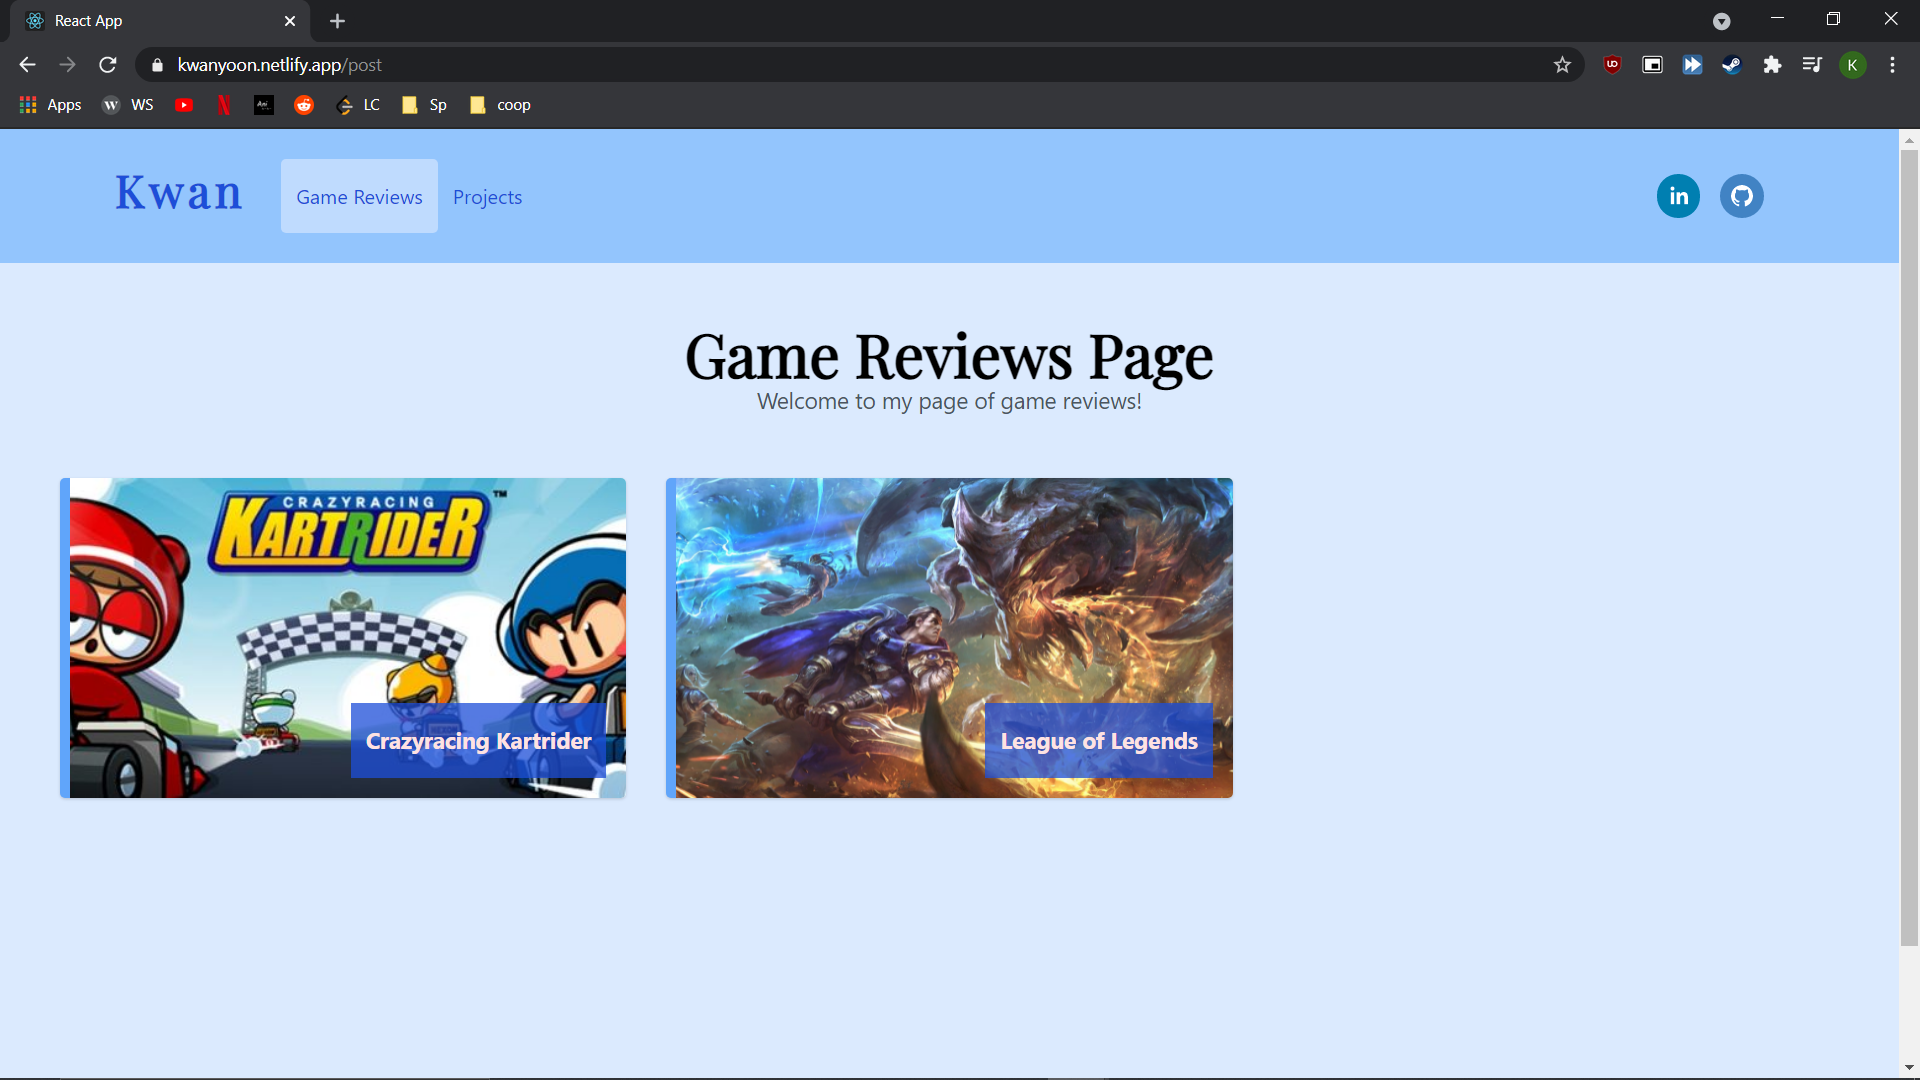 React App
kwanyoon.netlify.app/post
K
Apps
WS
LC
Sp
coop
Kwan
Game Reviews
Projects
in
Game Reviews Page
Welcome to my page of game reviews!
CRAZYRACING
KARTRIDER™
Crazyracing Kartrider
League of Legends